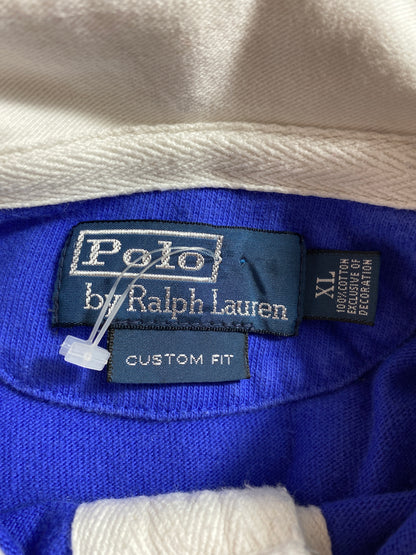 Polo
by Ralph Lauren
CUSTOM FIT
XL
100% COTTON
EXCLUSIVE OF
DECORATION